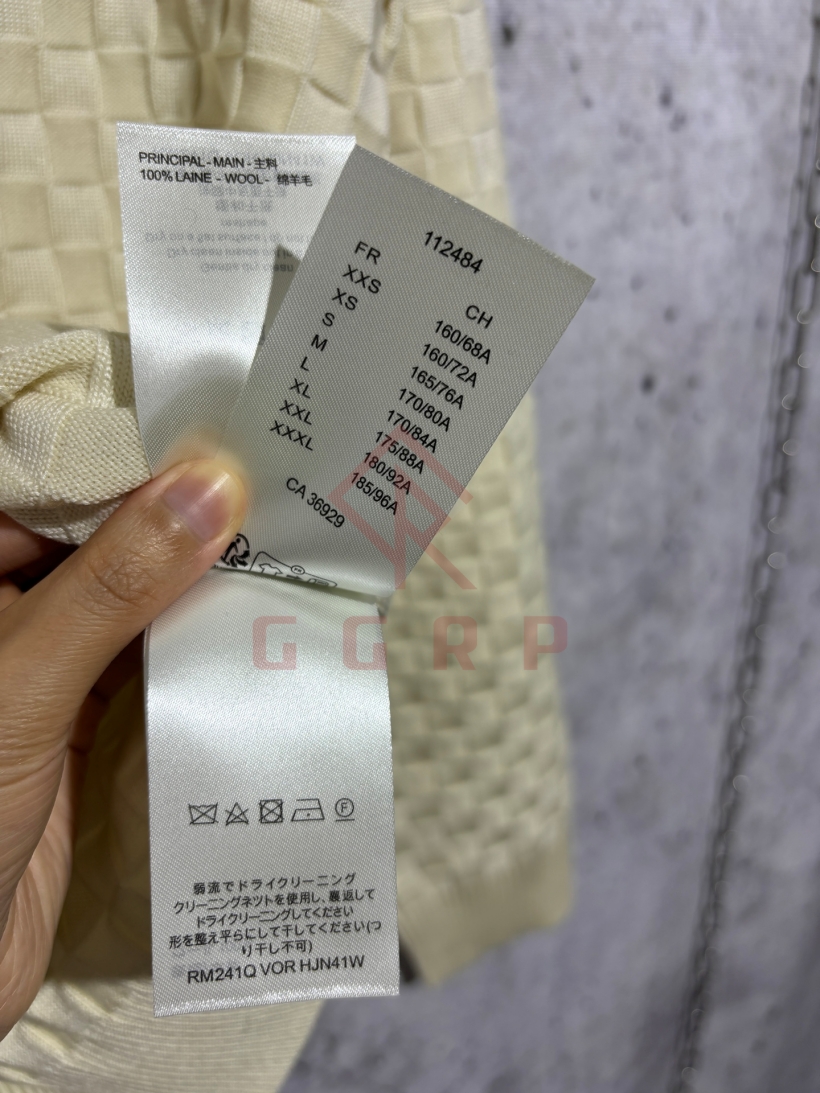 PRINCIPAL - MAIN - 主料
100% LAINE - WOOL - 绵羊毛
112484
FR CH
XXS 160/68A
XS 160/72A
S 165/76A
M 170/80A
L 170/84A
XL 175/88A
XXL 180/92A
XXXL 185/96A
CA 36929
GGRP
F
弱流でドライクリーニング
クリーニングネットを使用し、裏返して
ドライクリーニングしてください
形を整え平らにして干してください(つ
り干し不可)
RM241Q VOR HJN41W